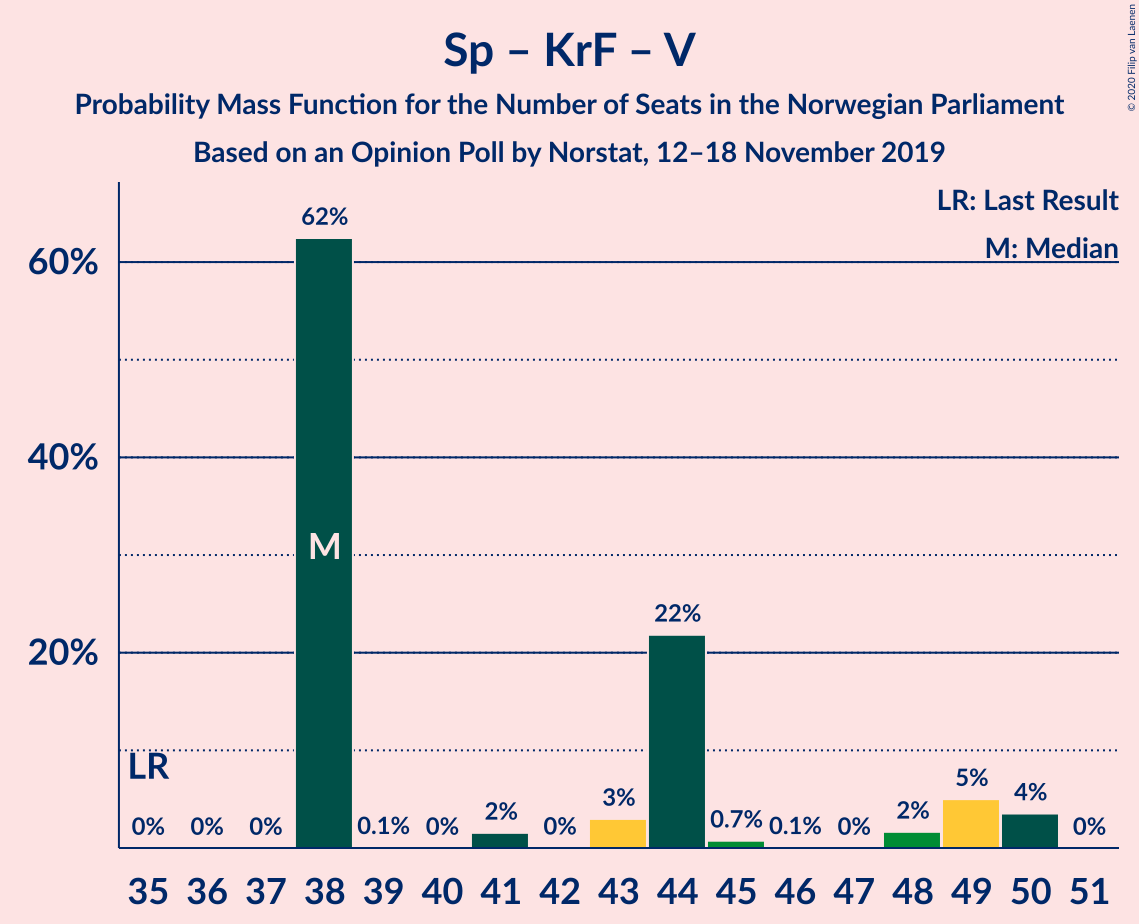 © 2020 Filip van Laenen
Sp – KrF – V
Probability Mass Function for the Number of Seats in the Norwegian Parliament
Based on an Opinion Poll by Norstat, 12–18 November 2019
LR: Last Result
M: Median
60%
40%
20%
62%
M
22%
LR
0% 0% 0% 0.1% 0% 2% 0% 3% 0.7% 0.1% 0% 2% 5% 4% 0%
35 36 37 38 39 40 41 42 43 44 45 46 47 48 49 50 51